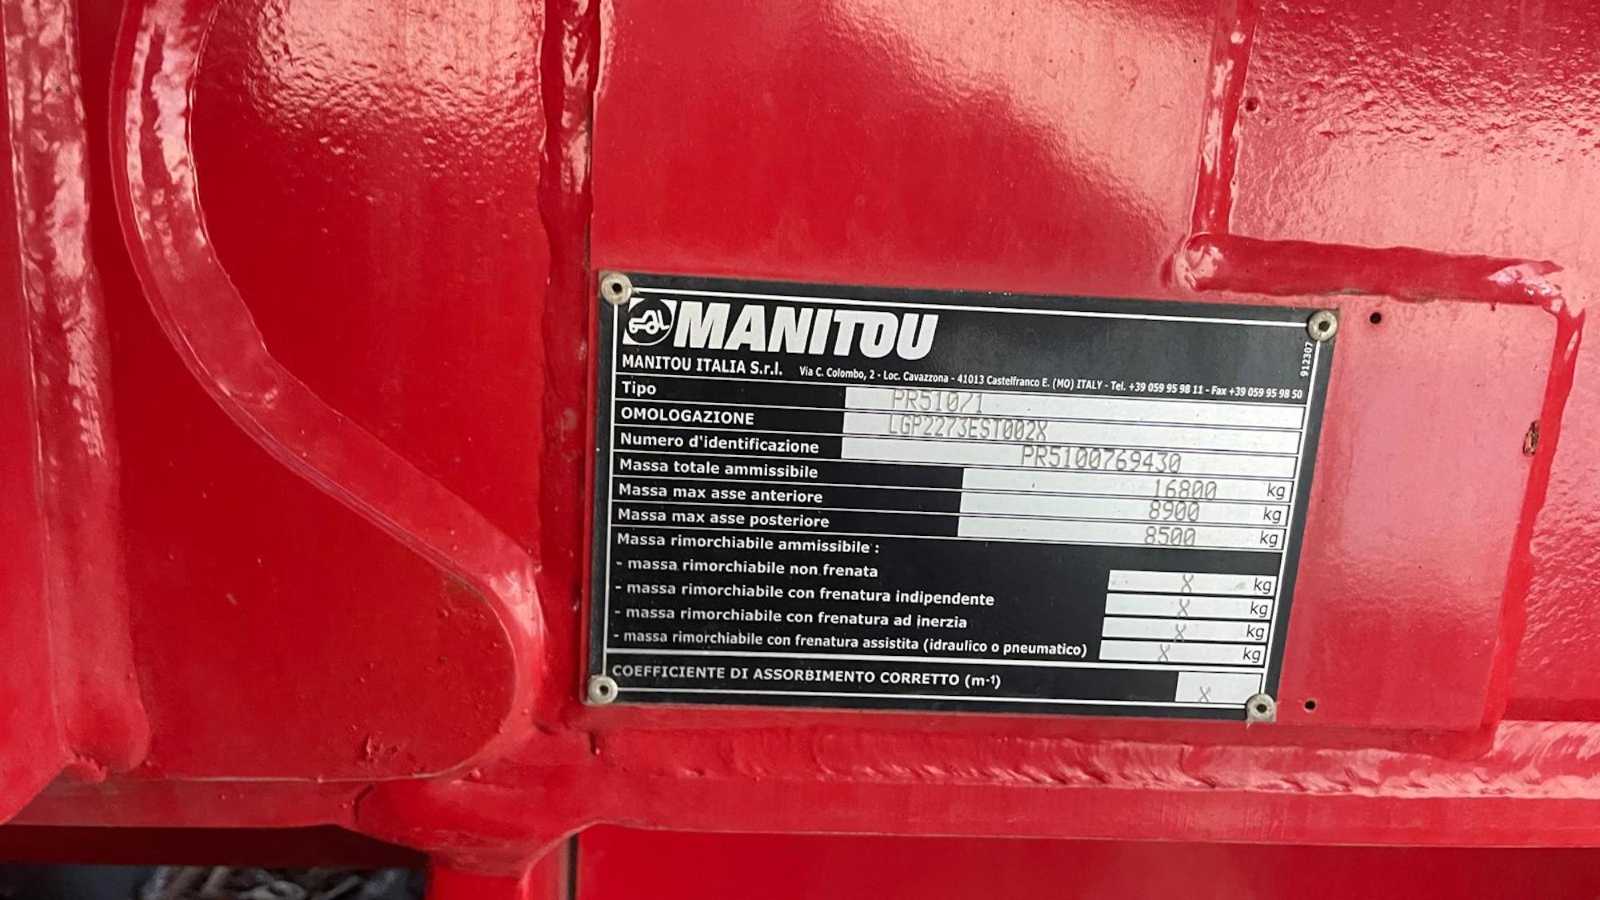 MANITOU
MANITOU ITALIA S.r.l. Via C. Colombo, 2 - Loc. Cavazzona - 41013 Castelfranco E. (MO) ITALY - Tel. +39 059 95 98 11 - Fax +39 059 95 98 50
912307
Tipo PR510/1
OMOLOGAZIONE LGP2273EST002X
Numero d'identificazione PR5100769430
Massa totale ammissibile 16800 kg
Massa max asse anteriore 8900 kg
Massa max asse posteriore 8500 kg
Massa rimorchiabile ammissibile :
- massa rimorchiabile non frenata X kg
- massa rimorchiabile con frenatura indipendente X kg
- massa rimorchiabile con frenatura ad inerzia X kg
- massa rimorchiabile con frenatura assistita (idraulico o pneumatico) X kg
COEFFICIENTE DI ASSORBIMENTO CORRETTO (m-¹) X